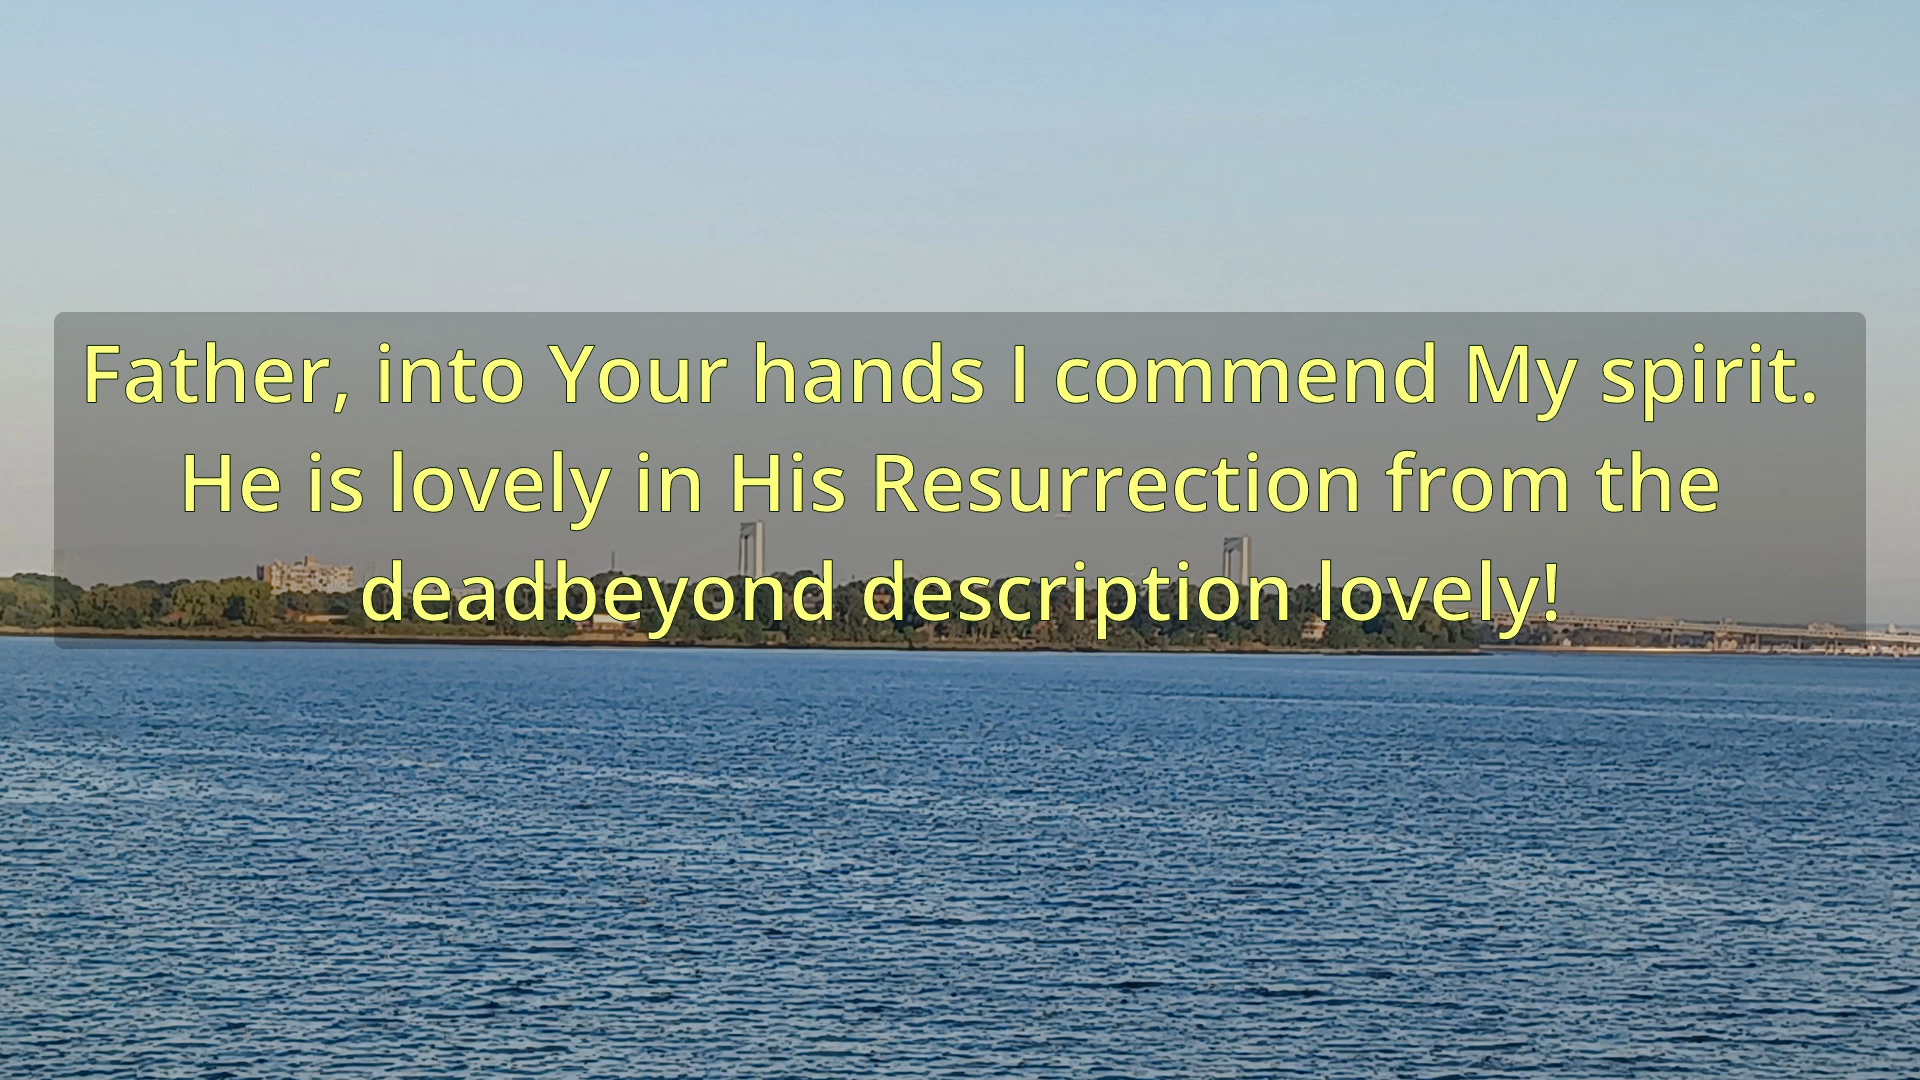 Father, into Your hands I commend My spirit.
He is lovely in His Resurrection from the
deadbeyond description lovely!